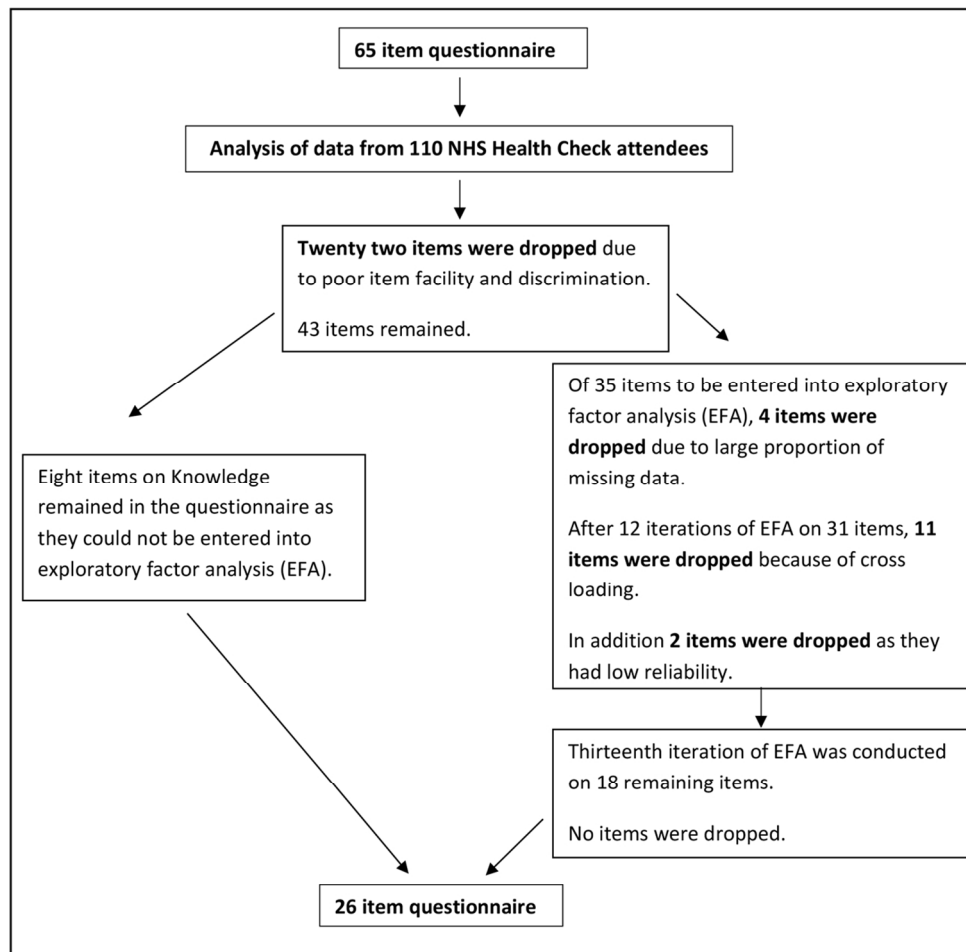 65 item questionnaire
Analysis of data from 110 NHS Health Check attendees
Twenty two items were dropped due
to poor item facility and discrimination.
43 items remained.
Eight items on Knowledge
remained in the questionnaire as
they could not be entered into
exploratory factor analysis (EFA).
Of 35 items to be entered into exploratory
factor analysis (EFA), 4 items were
dropped due to large proportion of
missing data.
After 12 iterations of EFA on 31 items, 11
items were dropped because of cross
loading.
In addition 2 items were dropped as they
had low reliability.
Thirteenth iteration of EFA was conducted
on 18 remaining items.
No items were dropped.
26 item questionnaire